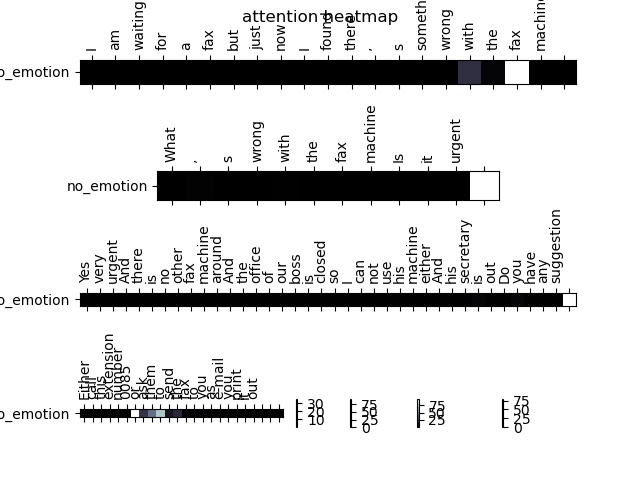 attention heatmap
I am waiting for a fax but just now I found there , s someth wrong with the fax machine
o_emotion
What , s wrong with the fax machine Is it urgent
no_emotion
Yes very urgent And there is no other fax machine around And the office of our boss is closed so I can not use his machine either And his secretary is out Do you have any suggestion
o_emotion
Either call this extension number 0085 or ask them to send the fax to you as e-mail you print it out
o_emotion
30 20 10
75 50 25 0
75 50 25
75 50 25 0